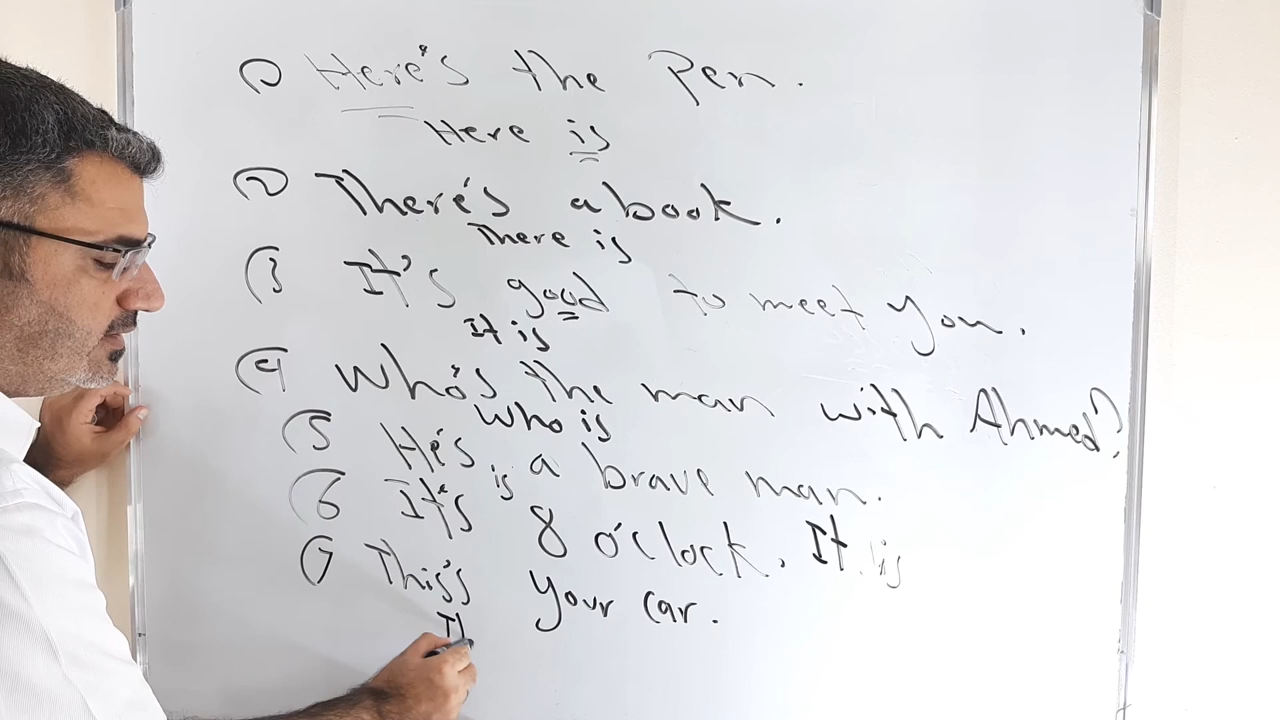 1 Here's the Pen.
Here is
2 There's a book.
There is
3 It's good to meet you.
It is
4 Who's the man with Ahmed?
Who is
5 He's a brave man.
is
6 It's 8 o'clock. It is
7 This's your car.